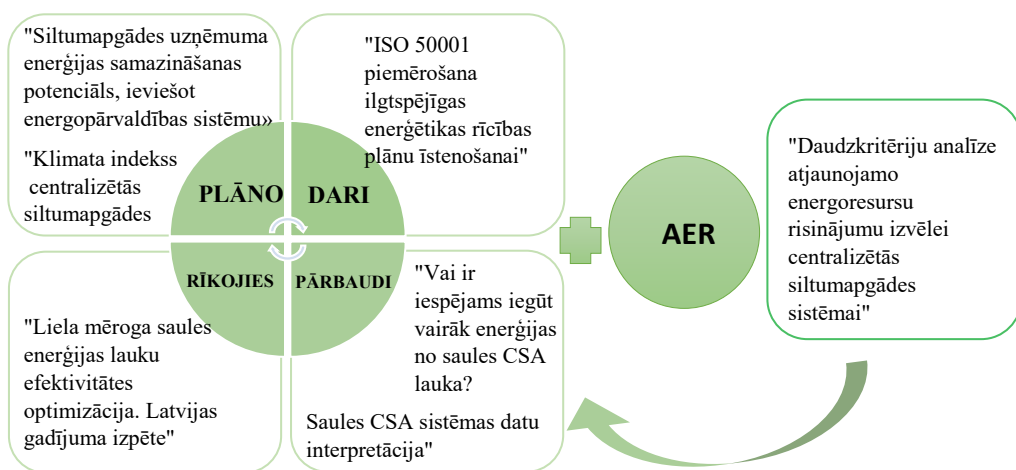 "Siltumapgādes uzņēmuma
enerģijas samazināšanas
potenciāls, ieviešot
energopārvaldības sistēmu»
"Klimata indekss
centralizētās
siltumapgādes
"ISO 50001
piemērošana
ilgtspējīgas
enerģētikas rīcības
plānu īstenošanai"
PLĀNO
DARI
RĪKOJIES
PĀRBAUDI
"Liela mēroga saules
enerģijas lauku
efektivitātes
optimizācija. Latvijas
gadījuma izpēte"
"Vai ir
iespējams iegūt
vairāk enerģijas
no saules CSA
lauka?
Saules CSA sistēmas datu
interpretācija"
AER
"Daudzkritēriju analīze
atjaunojamo
energoresursu
risinājumu izvēlei
centralizētās
siltumapgādes
sistēmai"